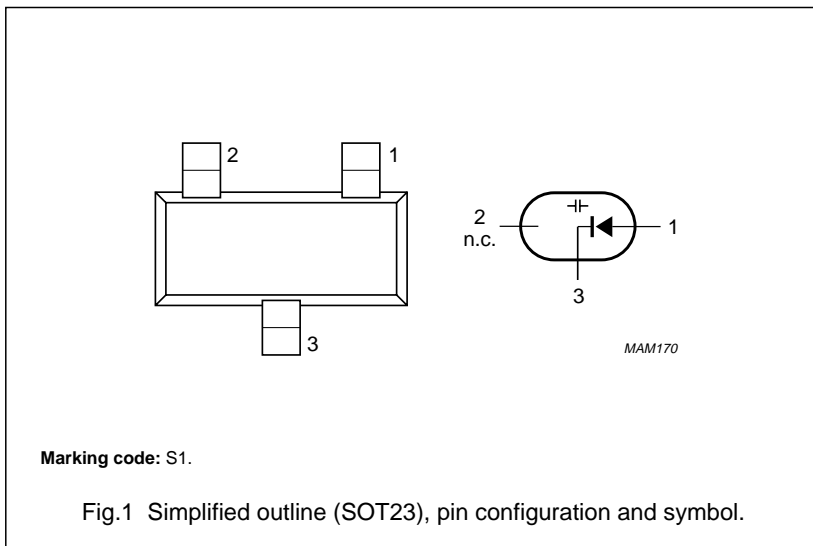 2
1
3
2
n.c.
1
3
MAM170
Marking code: S1.
Fig.1 Simplified outline (SOT23), pin configuration and symbol.